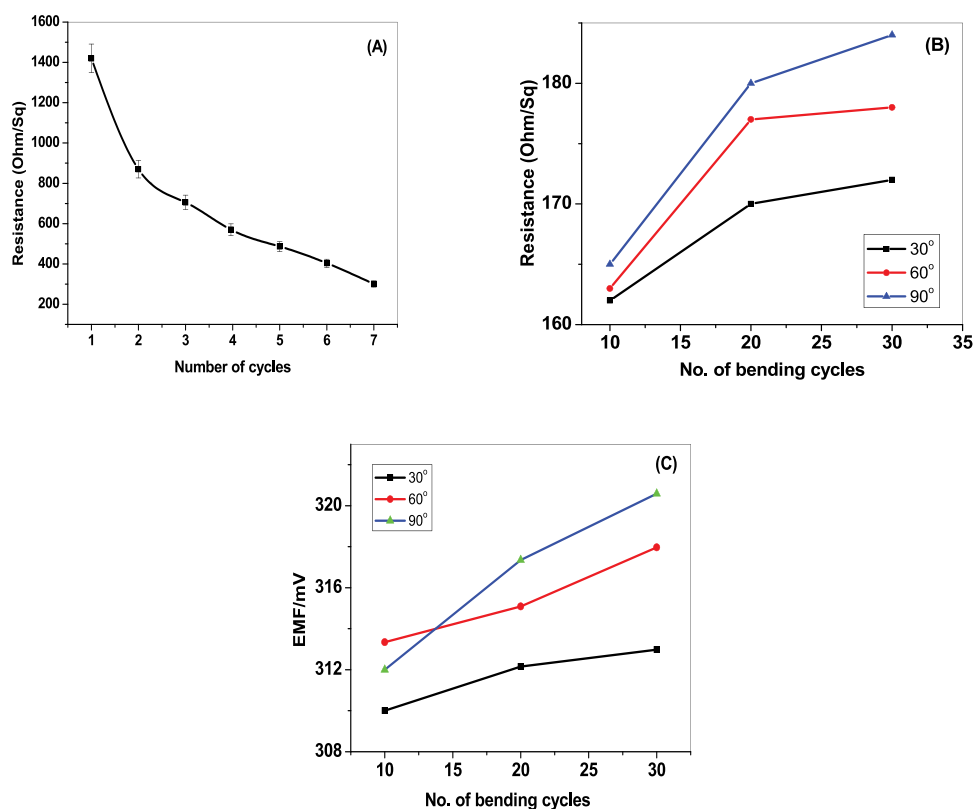 (A)
Resistance (Ohm/Sq)
1600
1400
1200
1000
800
600
400
200
1 2 3 4 5 6 7
Number of cycles
(B)
Resistance (Ohm/Sq)
180
170
160
30°
60°
90°
10 15 20 25 30 35
No. of bending cycles
(C)
EMF/mV
320
316
312
308
30°
60°
90°
10 15 20 25 30
No. of bending cycles